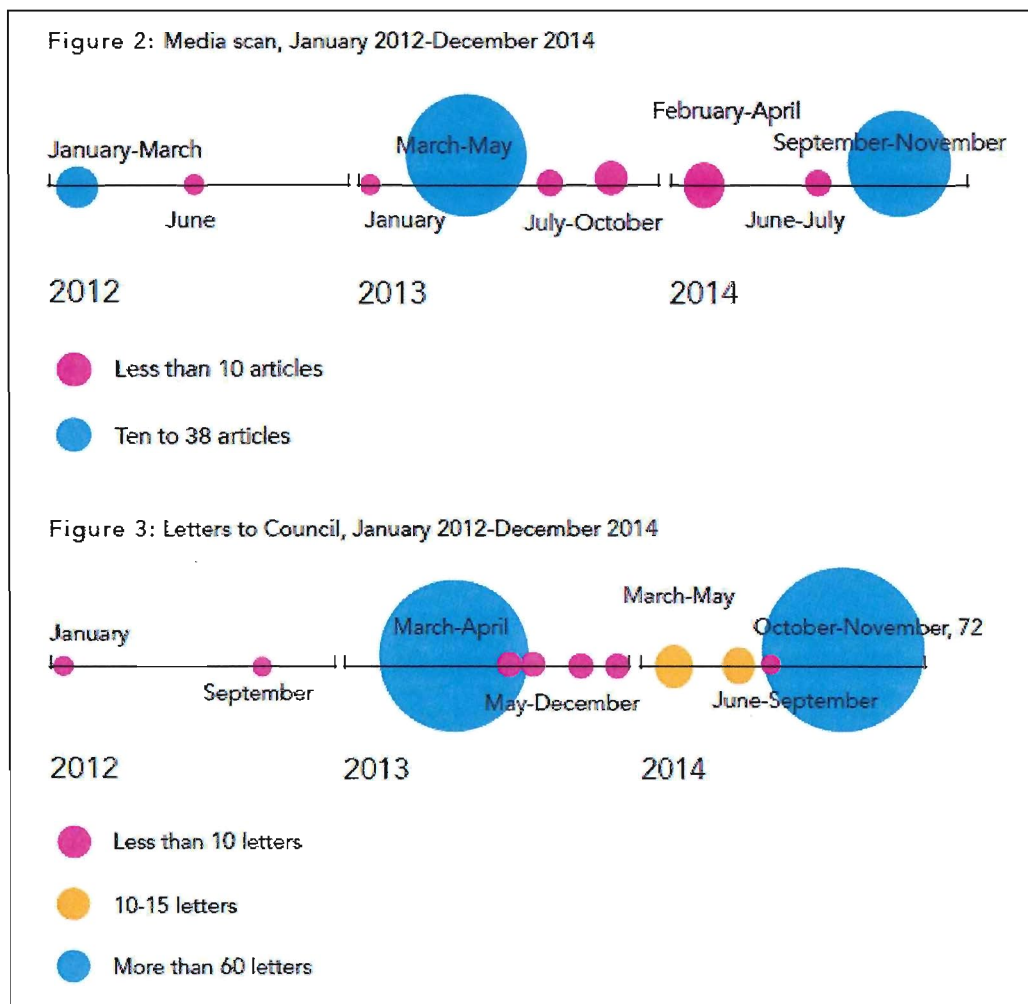 Figure 2: Media scan, January 2012-December 2014
February-April
January-March
March-May
September-November
June
January
July-October
June-July
2012
2013
2014
Less than 10 articles
Ten to 38 articles
Figure 3: Letters to Council, January 2012-December 2014
March-May
January
March-April
October-November, 72
September
May-December
June-September
2012
2013
2014
Less than 10 letters
10-15 letters
More than 60 letters